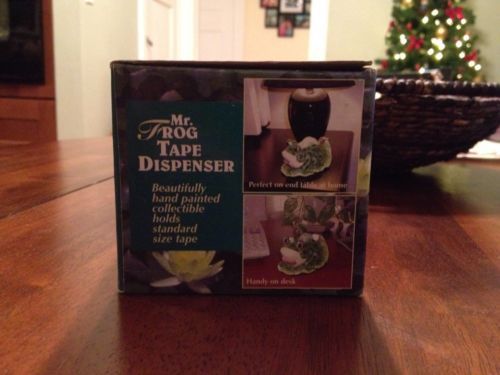 Mr.
FROG
TAPE
DISPENSER
Beautifully
hand painted
collectible
holds
standard
size tape
Perfect on end table at home
Handy on desk